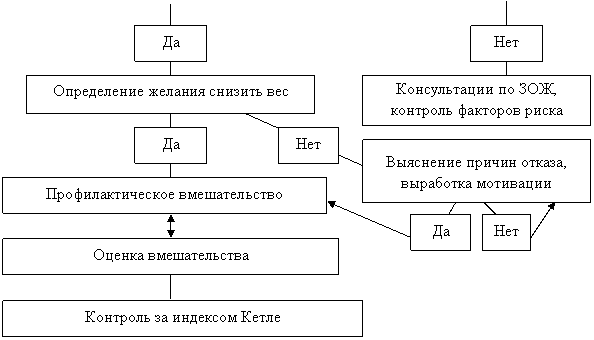 Да
Нет
Определение желания снизить вес
Консультации по ЗОЖ,
контроль факторов риска
Да
Нет
Выяснение причин отказа,
выработка мотивации
Профилактическое вмешательство
Да
Нет
Оценка вмешательства
Контроль за индексом Кетле